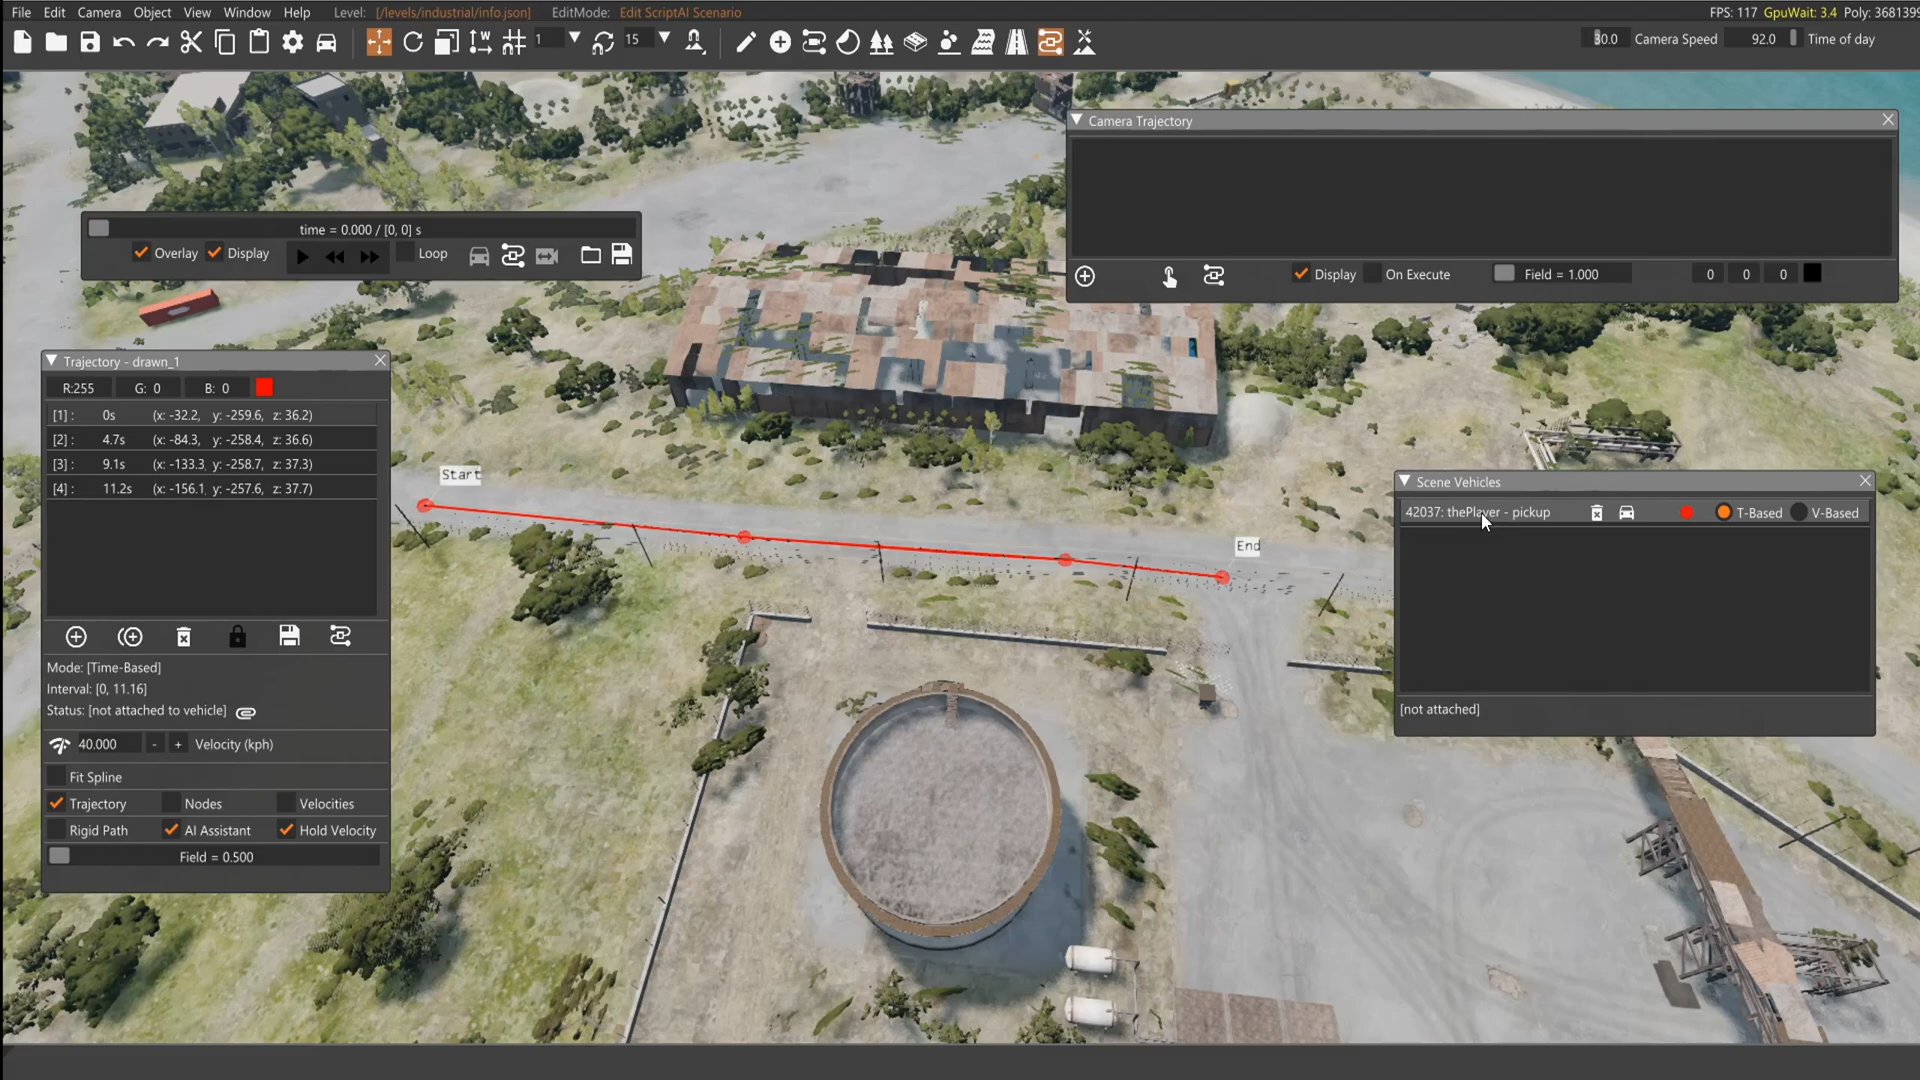 File Edit Camera Object View Window Help Level: [/levels/industrial/info.json] EditMode: Edit ScriptAI Scenario FPS: 117 GpuWait: 3.4 Poly: 3681399
1 15 30.0 Camera Speed 92.0 Time of day
Camera Trajectory
time = 0.000 / [0, 0] s
Overlay Display Loop
Display On Execute Field = 1.000 0 0 0
Trajectory - drawn_1
R:255 G: 0 B: 0
[1] : 0s (x: -32.2, y: -259.6, z: 36.2)
[2] : 4.7s (x: -84.3, y: -258.4, z: 36.6)
[3] : 9.1s (x: -133.3, y: -258.7, z: 37.3)
[4] : 11.2s (x: -156.1, y: -257.6, z: 37.7)
Start
End
Scene Vehicles
42037: thePlayer - pickup T-Based V-Based
[not attached]
Mode: [Time-Based]
Interval: [0, 11.16]
Status: [not attached to vehicle]
40.000 - + Velocity (kph)
Fit Spline
Trajectory Nodes Velocities
Rigid Path AI Assistant Hold Velocity
Field = 0.500